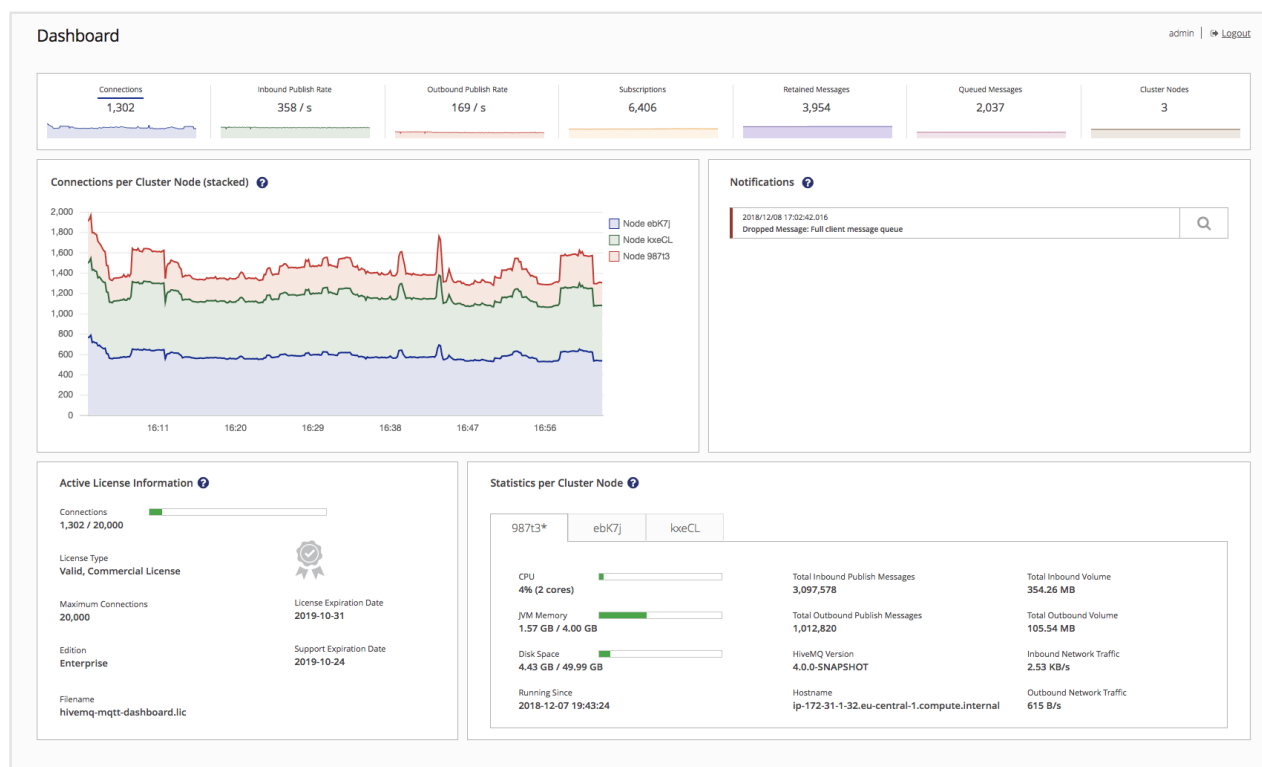 Dashboard
admin
Logout
Connections
1,302
Inbound Publish Rate
358 / s
Outbound Publish Rate
169 / s
Subscriptions
6,406
Retained Messages
3,954
Queued Messages
2,037
Cluster Nodes
3
Connections per Cluster Node (stacked) ?
2,000
1,800
1,600
1,400
1,200
1,000
800
600
400
200
0
16:11 16:20 16:29 16:38 16:47 16:56
Node ebK7j
Node kxeCL
Node 987t3
Notifications ?
2018/12/08 17:02:42.016
Dropped Message: Full client message queue
Active License Information ?
Connections
1,302 / 20,000
License Type
Valid, Commercial License
Maximum Connections
20,000
License Expiration Date
2019-10-31
Edition
Enterprise
Support Expiration Date
2019-10-24
Filename
hivemq-mqtt-dashboard.lic
Statistics per Cluster Node ?
987t3* ebK7j kxeCL
CPU
4% (2 cores)
JVM Memory
1.57 GB / 4.00 GB
Disk Space
4.43 GB / 49.99 GB
Running Since
2018-12-07 19:43:24
Total Inbound Publish Messages
3,097,578
Total Outbound Publish Messages
1,012,820
HiveMQ Version
4.0.0-SNAPSHOT
Hostname
ip-172-31-1-32.eu-central-1.compute.internal
Total Inbound Volume
354.26 MB
Total Outbound Volume
105.54 MB
Inbound Network Traffic
2.53 KB/s
Outbound Network Traffic
615 B/s